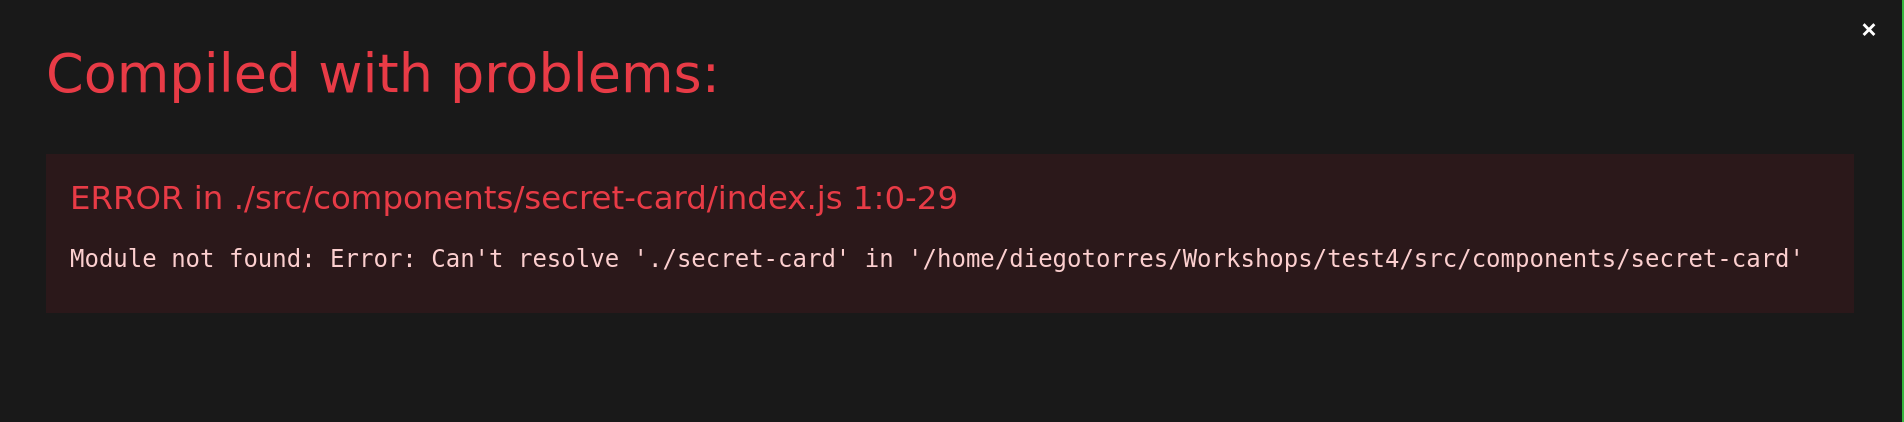 ×
Compiled with problems:
ERROR in ./src/components/secret-card/index.js 1:0-29
Module not found: Error: Can't resolve './secret-card' in '/home/diegotorres/Workshops/test4/src/components/secret-card'